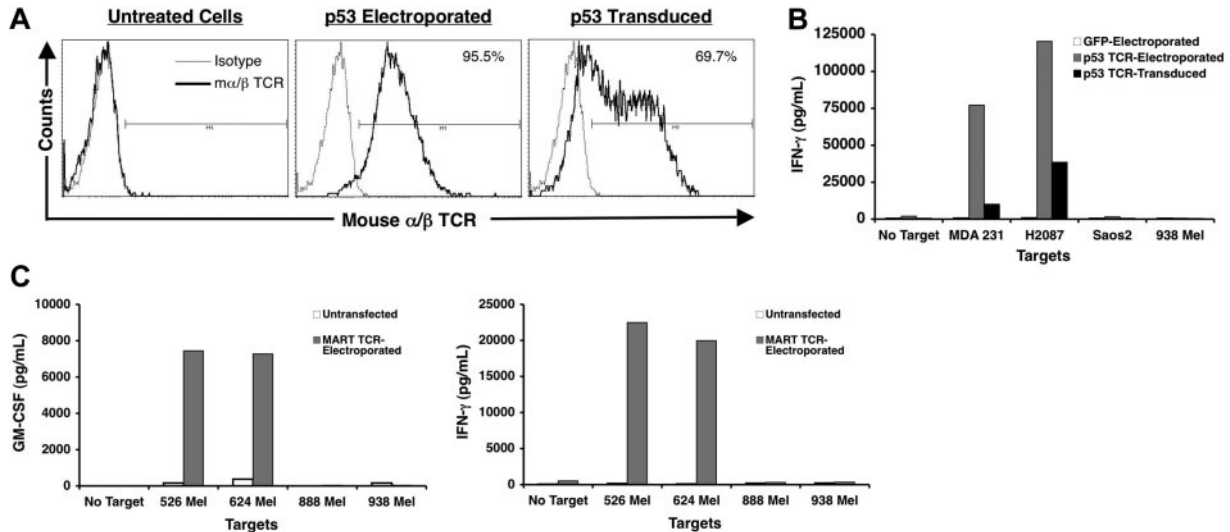 A
Untreated Cells
p53 Electroporated
p53 Transduced
Isotype
mα/β TCR
95.5%
69.7%
Counts
Mouse α/β TCR
B
GFP-Electroporated
p53 TCR-Electroporated
p53 TCR-Transduced
125000
100000
75000
50000
25000
0
IFN-γ (pg/mL)
No Target MDA 231 H2087 Saos2 938 Mel
Targets
C
10000
8000
6000
4000
2000
0
GM-CSF (pg/mL)
Untransfected
MART TCR-
Electroporated
No Target 526 Mel 624 Mel 888 Mel 938 Mel
Targets
25000
20000
15000
10000
5000
0
IFN-γ (pg/mL)
Untransfected
MART TCR-
Electroporated
No Target 526 Mel 624 Mel 888 Mel 938 Mel
Targets